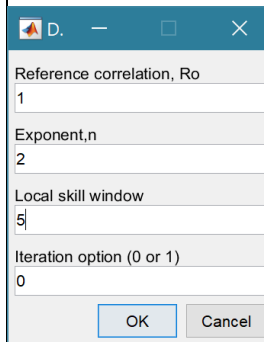 D.
Reference correlation, Ro
1
Exponent,n
2
Local skill window
5
Iteration option (0 or 1)
0
OK Cancel